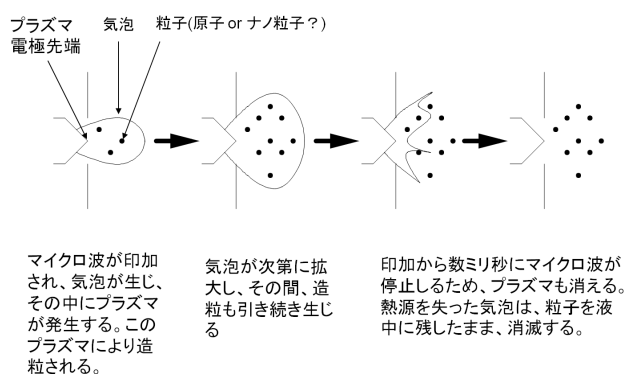 プラズマ
電極先端
気泡
粒子(原子 or ナノ粒子?)
マイクロ波が印加
され、気泡が生じ、
その中にプラズマ
が発生する。この
プラズマにより造
粒される。
気泡が次第に拡
大し、その間、造
粒も引き続き生じ
る
印加から数ミリ秒にマイクロ波が
停止しるため、プラズマも消える。
熱源を失った気泡は、粒子を液
中に残したまま、消滅する。